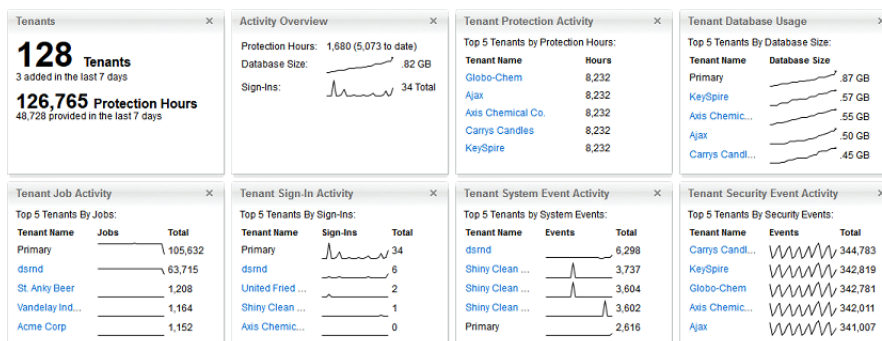 Tenants ×
128 Tenants
3 added in the last 7 days
126,765 Protection Hours
48,728 provided in the last 7 days
Activity Overview ×
Protection Hours: 1,680 (5,073 to date)
Database Size: .82 GB
Sign-Ins: 34 Total
Tenant Protection Activity ×
Top 5 Tenants by Protection Hours:
Tenant Name Hours
Globo-Chem 8,232
Ajax 8,232
Axis Chemical Co. 8,232
Carrys Candles 8,232
KeySpire 8,232
Tenant Database Usage ×
Top 5 Tenants By Database Size:
Tenant Name Database Size
Primary .87 GB
KeySpire .57 GB
Axis Chemic... .55 GB
Ajax .50 GB
Carrys Candl... .45 GB
Tenant Job Activity ×
Top 5 Tenants By Jobs:
Tenant Name Jobs Total
Primary 105,632
dsrnd 63,715
St. Anky Beer 1,208
Vandelay Ind... 1,164
Acme Corp 1,152
Tenant Sign-In Activity ×
Top 5 Tenants By Sign-Ins:
Tenant Name Sign-Ins Total
Primary 34
dsrnd 6
United Fried ... 2
Shiny Clean ... 1
Axis Chemic... 0
Tenant System Event Activity ×
Top 5 Tenants by System Events:
Tenant Name Events Total
dsrnd 6,298
Shiny Clean ... 3,737
Shiny Clean ... 3,604
Shiny Clean ... 3,602
Primary 2,616
Tenant Security Event Activity ×
Top 5 Tenants By Security Events:
Tenant Name Events Total
Carrys Candl... 344,783
KeySpire 342,819
Globo-Chem 342,781
Axis Chemic... 342,011
Ajax 341,007